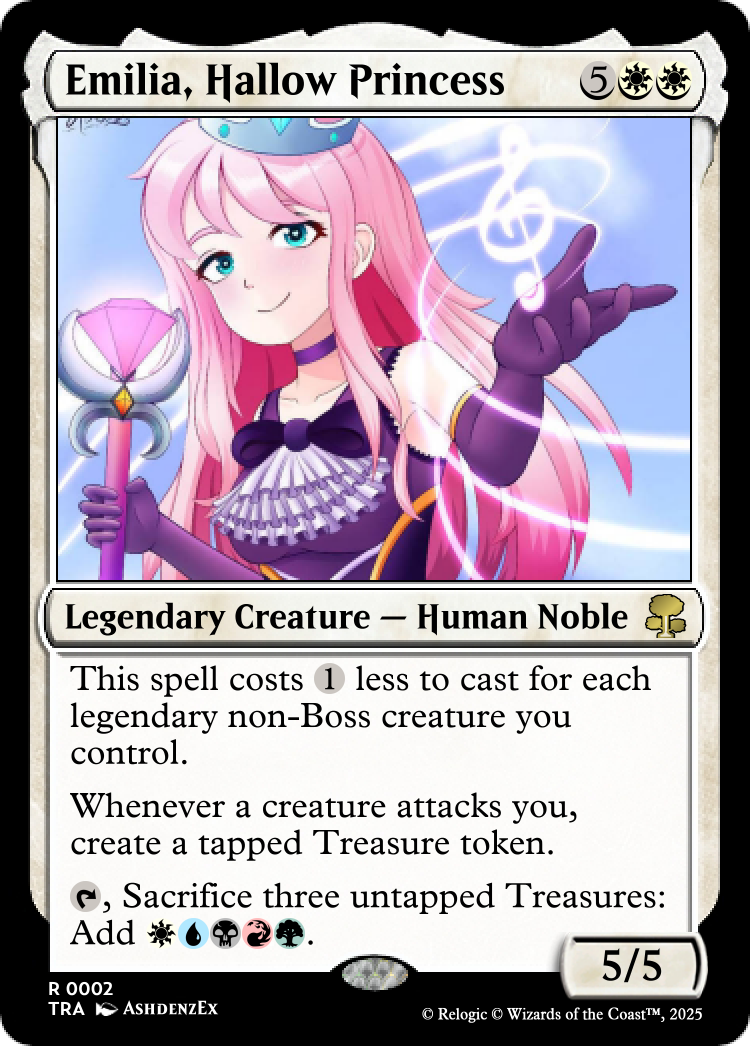 Emilia, Hallow Princess 5
Legendary Creature — Human Noble
This spell costs 1 less to cast for each
legendary non-Boss creature you
control.
Whenever a creature attacks you,
create a tapped Treasure token.
, Sacrifice three untapped Treasures:
Add .
5/5
R 0002
TRA AshdenzEx
© Relogic © Wizards of the Coast™, 2025